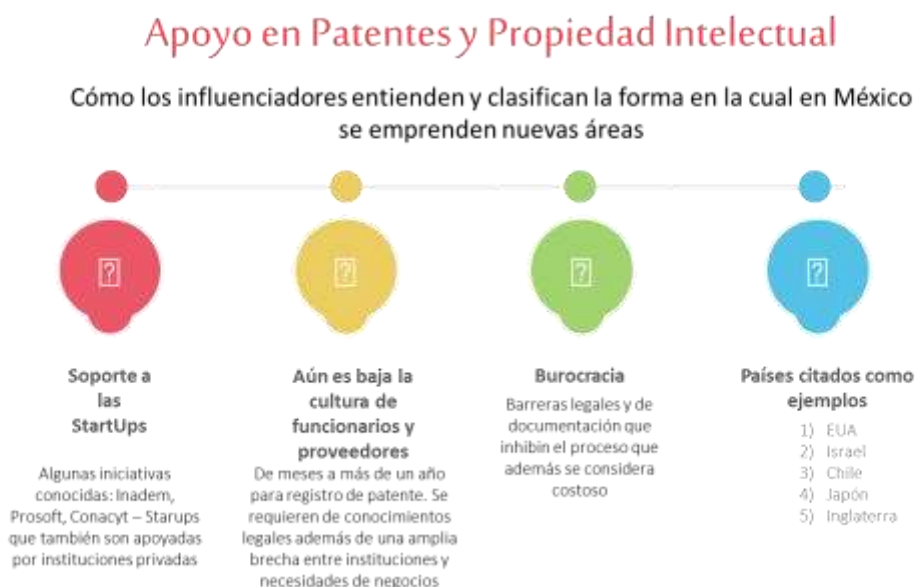 Apoyo en Patentes y Propiedad Intelectual
Cómo los influenciadores entienden y clasifican la forma en la cual en México
se emprenden nuevas áreas
Soporte a
las
StartUps
Algunas iniciativas
conocidas: Inadem,
Prosoft, Conacyt – Starups
que también son apoyadas
por instituciones privadas
Aún es baja la
cultura de
funcionarios y
proveedores
De meses a más de un año
para registro de patente. Se
requieren de conocimientos
legales además de una amplia
brecha entre instituciones y
necesidades de negocios
Burocracia
Barreras legales y de
documentación que
inhibin el proceso que
además se considera
costoso
Países citados como
ejemplos
1) EUA
2) Israel
3) Chile
4) Japón
5) Inglaterra